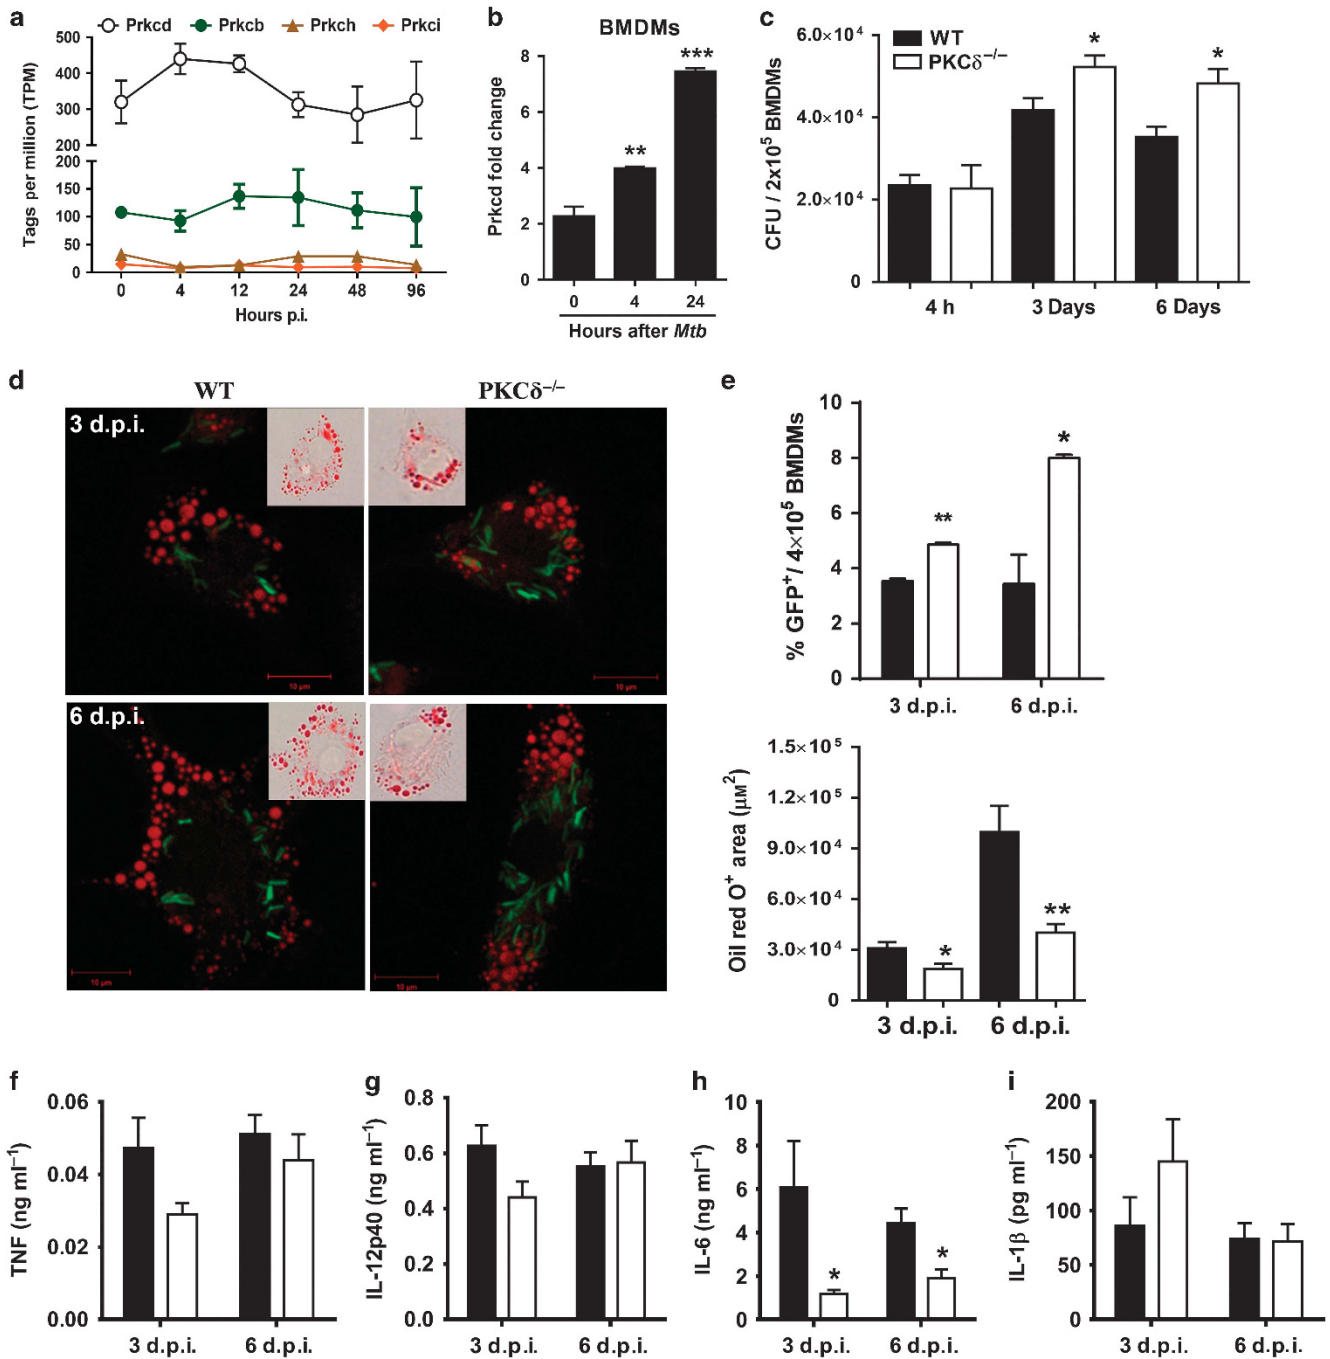 a
Prkcd Prkcb Prkch Prkci
Tags per million (TPM)
500
400
300
200
200
150
100
50
0
0 4 12 24 48 96
Hours p.i.
b
BMDMs
Prkcd fold change
8
6
4
2
0
** ***
0 4 24
Hours after Mtb
c
WT
PKCδ−/−
CFU / 2x10⁵ BMDMs
6.0×10⁴
4.0×10⁴
2.0×10⁴
0
* *
4 h 3 Days 6 Days
d
WT PKCδ−/−
3 d.p.i.
10 µm 10 µm
6 d.p.i.
10 µm 10 µm
e
% GFP⁺/ 4×10⁵ BMDMs
10
8
6
4
2
0
** *
3 d.p.i. 6 d.p.i.
Oil red O⁺ area (µM²)
1.5×10⁵
1.2×10⁵
9.0×10⁴
6.0×10⁴
3.0×10⁴
0
* **
3 d.p.i. 6 d.p.i.
f
TNF (ng ml⁻¹)
0.06
0.04
0.02
0.00
3 d.p.i. 6 d.p.i.
g
IL-12p40 (ng ml⁻¹)
0.8
0.6
0.4
0.2
0.0
3 d.p.i. 6 d.p.i.
h
IL-6 (ng ml⁻¹)
10
8
6
4
2
0
* *
3 d.p.i. 6 d.p.i.
i
IL-1β (pg ml⁻¹)
200
150
100
50
0
3 d.p.i. 6 d.p.i.